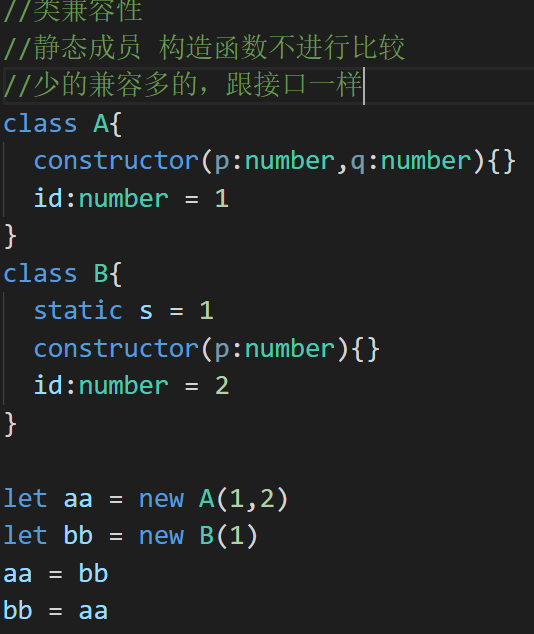 //类兼容性
//静态成员 构造函数不进行比较
//少的兼容多的，跟接口一样
class A{
  constructor(p:number,q:number){}
  id:number = 1
}
class B{
  static s = 1
  constructor(p:number){}
  id:number = 2
}

let aa = new A(1,2)
let bb = new B(1)
aa = bb
bb = aa